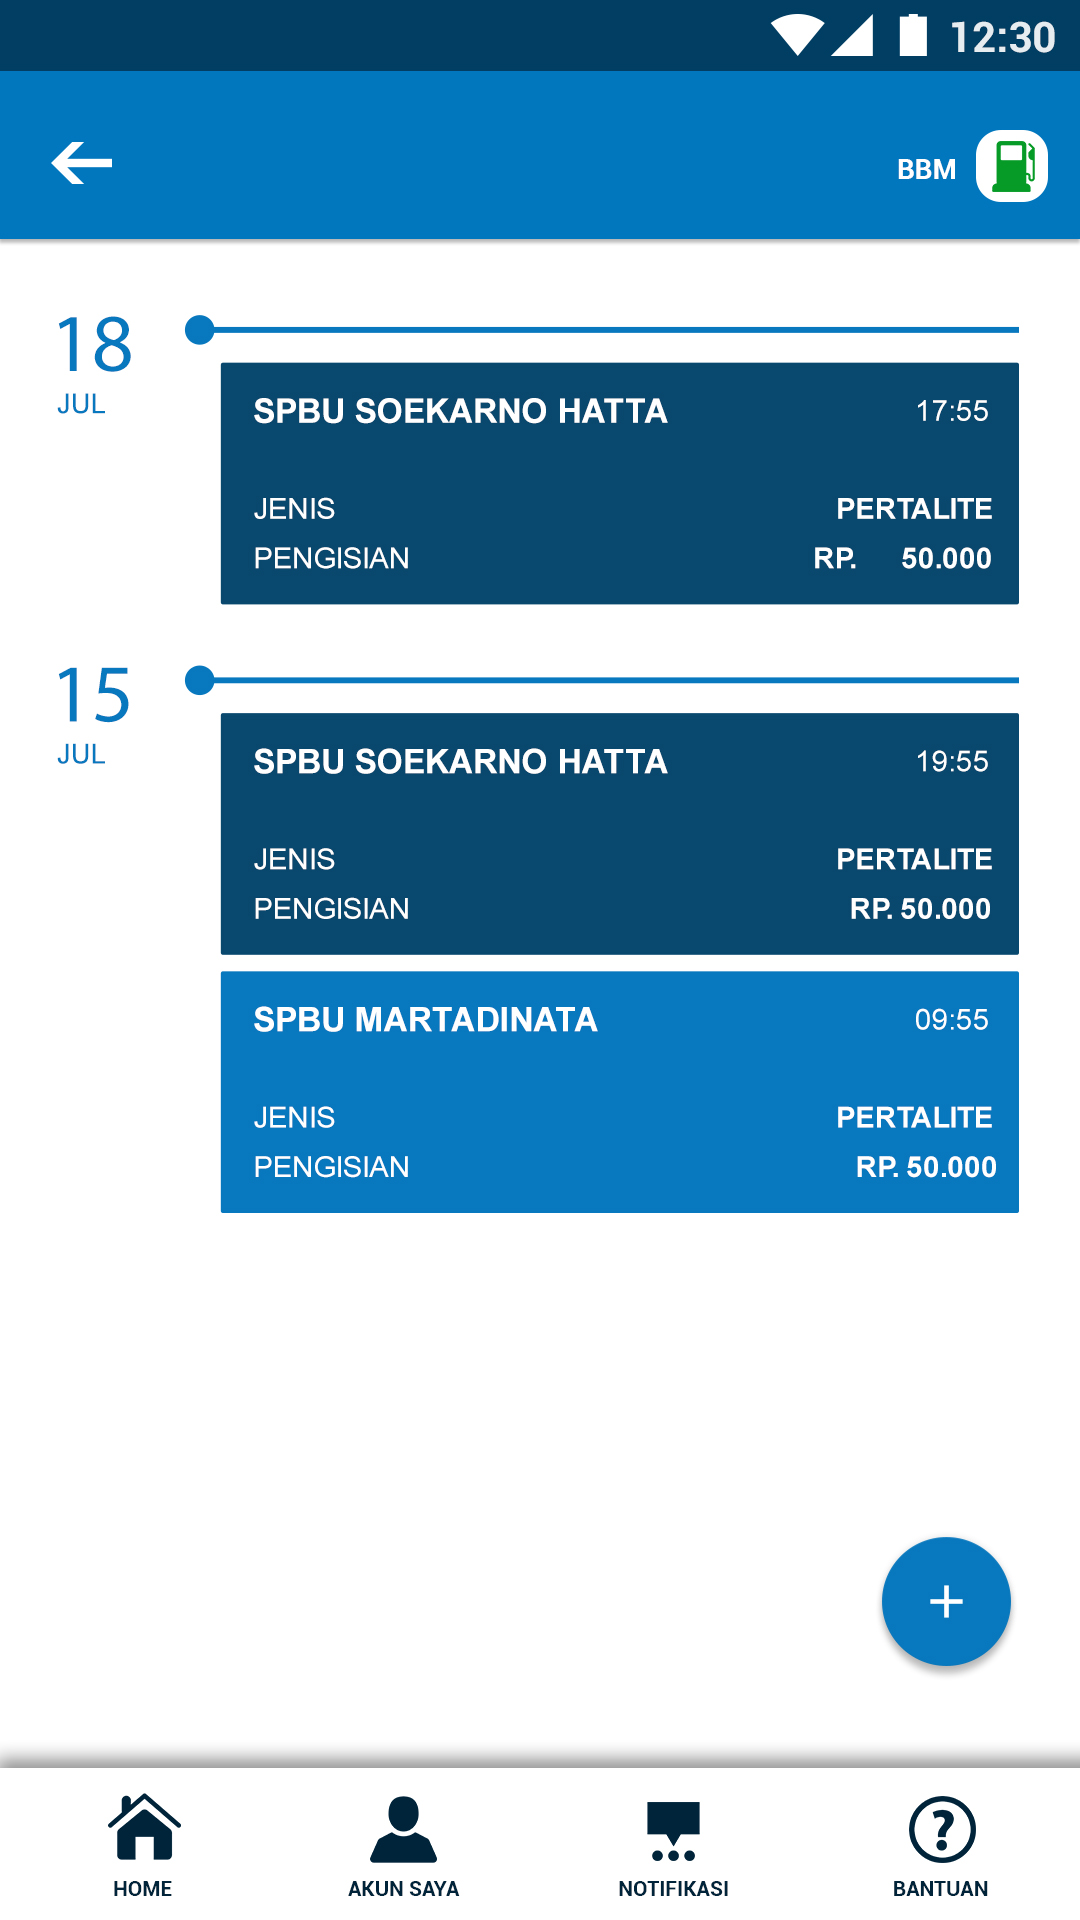 12:30
BBM
18
JUL
SPBU SOEKARNO HATTA 17:55
JENIS PERTALITE
PENGISIAN RP. 50.000
15
JUL
SPBU SOEKARNO HATTA 19:55
JENIS PERTALITE
PENGISIAN RP. 50.000
SPBU MARTADINATA 09:55
JENIS PERTALITE
PENGISIAN RP. 50.000
+
HOME AKUN SAYA NOTIFIKASI BANTUAN